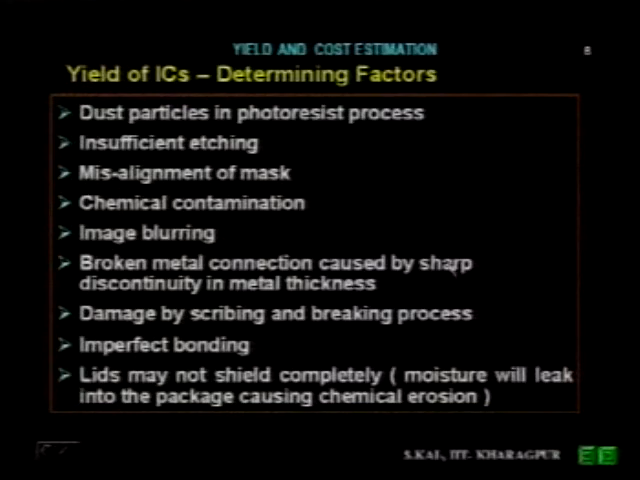 YIELD AND COST ESTIMATION
8
Yield of ICs – Determining Factors
➢ Dust particles in photoresist process
➢ Insufficient etching
➢ Mis-alignment of mask
➢ Chemical contamination
➢ Image blurring
➢ Broken metal connection caused by sharp
discontinuity in metal thickness
➢ Damage by scribing and breaking process
➢ Imperfect bonding
➢ Lids may not shield completely ( moisture will leak
into the package causing chemical erosion )
S.KAL, IIT- KHARAGPUR